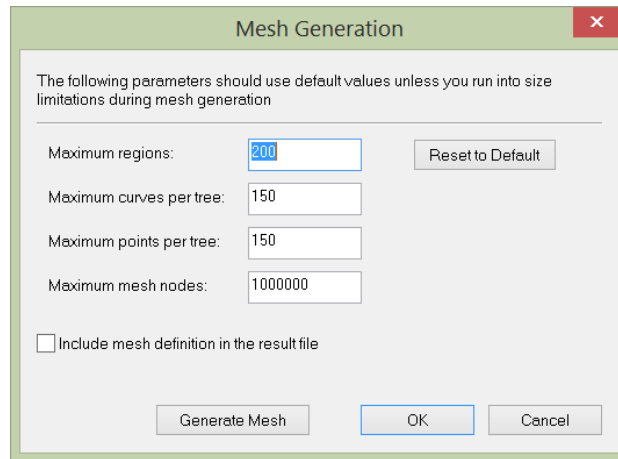 Mesh Generation
The following parameters should use default values unless you run into size
limitations during mesh generation
Maximum regions: 200 Reset to Default
Maximum curves per tree: 150
Maximum points per tree: 150
Maximum mesh nodes: 1000000
Include mesh definition in the result file
Generate Mesh OK Cancel